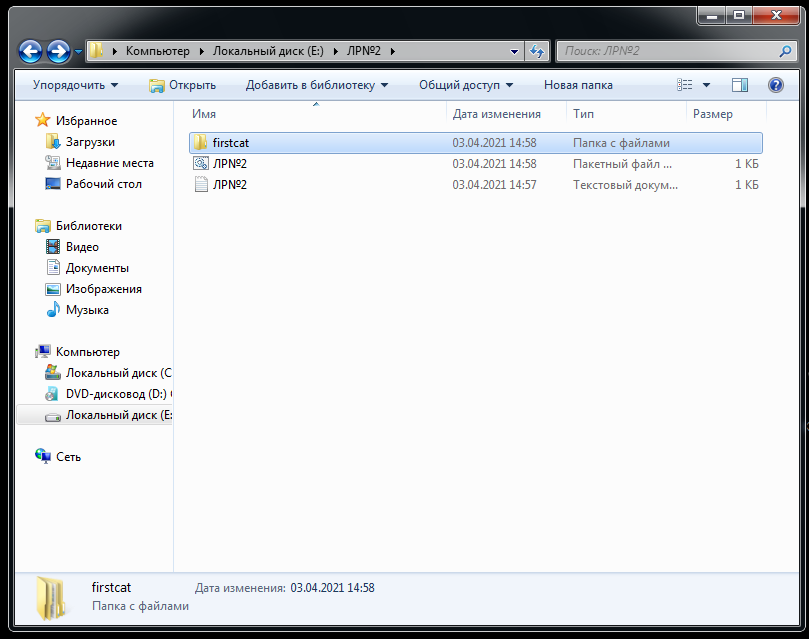 Компьютер Локальный диск (E:) ЛР№2 Поиск: ЛР№2
Упорядочить Открыть Добавить в библиотеку Общий доступ Новая папка
Избранное
Загрузки
Недавние места
Рабочий стол
Библиотеки
Видео
Документы
Изображения
Музыка
Компьютер
Локальный диск (C
DVD-дисковод (D:) (
Локальный диск (E:
Сеть
Имя Дата изменения Тип Размер
firstcat 03.04.2021 14:58 Папка с файлами
ЛР№2 03.04.2021 14:58 Пакетный файл ... 1 КБ
ЛР№2 03.04.2021 14:57 Текстовый докум... 1 КБ
firstcat Дата изменения: 03.04.2021 14:58
Папка с файлами